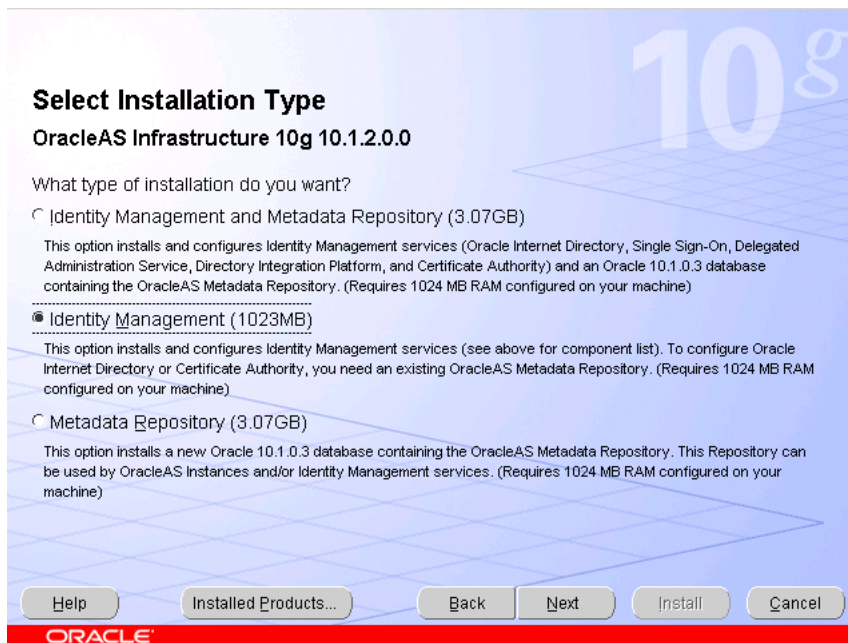 10g
Select Installation Type
OracleAS Infrastructure 10g 10.1.2.0.0
What type of installation do you want?
Identity Management and Metadata Repository (3.07GB)
This option installs and configures Identity Management services (Oracle Internet Directory, Single Sign-On, Delegated
Administration Service, Directory Integration Platform, and Certificate Authority) and an Oracle 10.1.0.3 database
containing the OracleAS Metadata Repository. (Requires 1024 MB RAM configured on your machine)
Identity Management (1023MB)
This option installs and configures Identity Management services (see above for component list). To configure Oracle
Internet Directory or Certificate Authority, you need an existing OracleAS Metadata Repository. (Requires 1024 MB RAM
configured on your machine)
Metadata Repository (3.07GB)
This option installs a new Oracle 10.1.0.3 database containing the OracleAS Metadata Repository. This Repository can
be used by OracleAS Instances and/or Identity Management services. (Requires 1024 MB RAM configured on your
machine)
Help Installed Products... Back Next Install Cancel
ORACLE